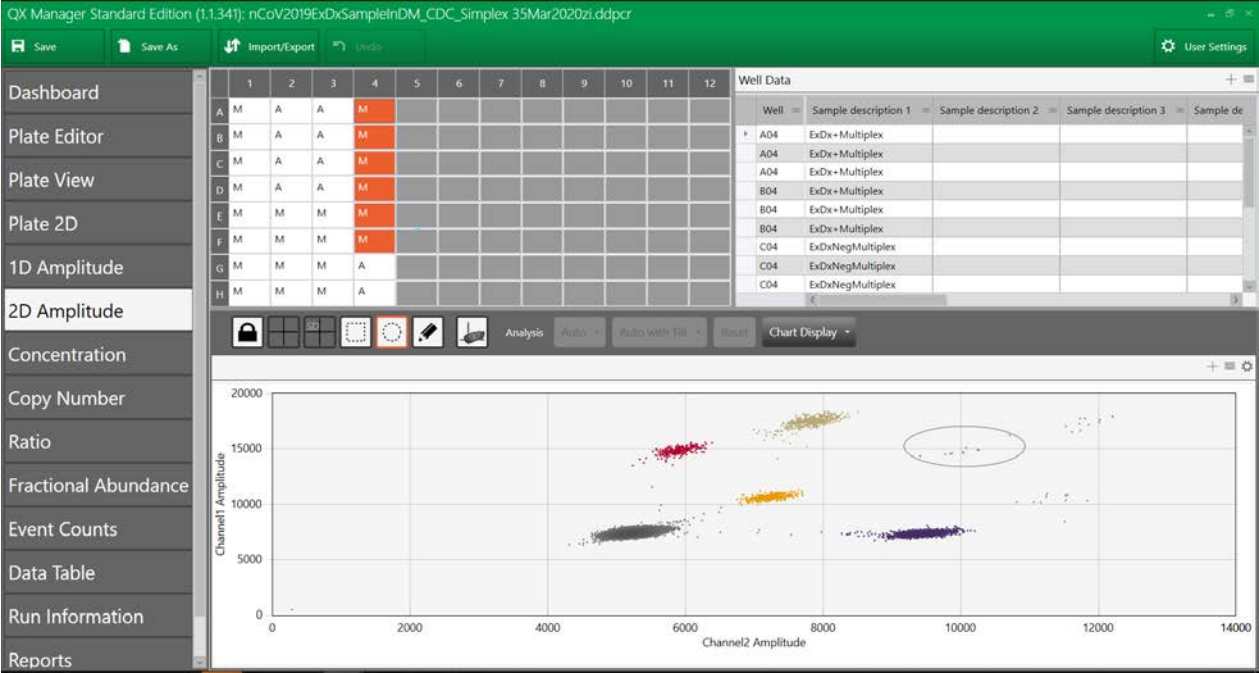 QX Manager Standard Edition (1.1.341): nCoV2019ExDxSampleInDM_CDC_Simplex 35Mar2020zi.ddpcr
Save Save As Import/Export Undo User Settings
Dashboard
Plate Editor
Plate View
Plate 2D
1D Amplitude
2D Amplitude
Concentration
Copy Number
Ratio
Fractional Abundance
Event Counts
Data Table
Run Information
Reports
1 2 3 4 5 6 7 8 9 10 11 12
A M A A M
B M A A M
C M A A M
D M A A M
E M M M M
F M M M M
G M M M A
H M M M A
Well Data
Well Sample description 1 Sample description 2 Sample description 3 Sample de
A04 ExDx+Multiplex
A04 ExDx+Multiplex
A04 ExDx+Multiplex
B04 ExDx+Multiplex
B04 ExDx+Multiplex
B04 ExDx+Multiplex
C04 ExDxNegMultiplex
C04 ExDxNegMultiplex
C04 ExDxNegMultiplex
SD Analysis Auto Auto with Tilt Reset Chart Display
20000
15000
10000
5000
0
Channel1 Amplitude
0 2000 4000 6000 8000 10000 12000 14000
Channel2 Amplitude